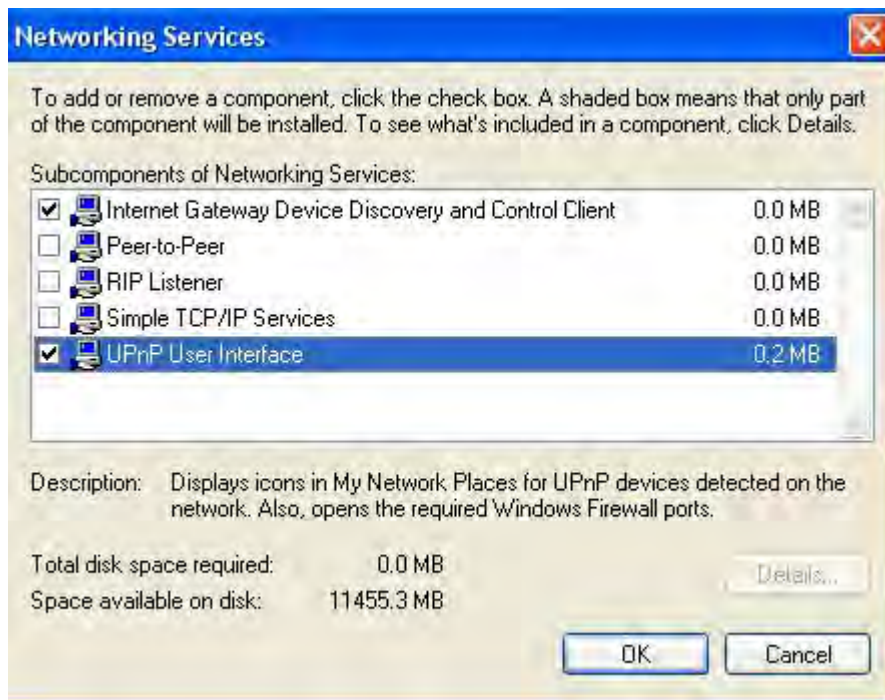 Networking Services
To add or remove a component, click the check box. A shaded box means that only part
of the component will be installed. To see what's included in a component, click Details.
Subcomponents of Networking Services:
Internet Gateway Device Discovery and Control Client 0.0 MB
Peer-to-Peer 0.0 MB
RIP Listener 0.0 MB
Simple TCP/IP Services 0.0 MB
UPnP User Interface 0.2 MB
Description: Displays icons in My Network Places for UPnP devices detected on the
network. Also, opens the required Windows Firewall ports.
Total disk space required: 0.0 MB
Details...
Space available on disk: 11455.3 MB
OK Cancel